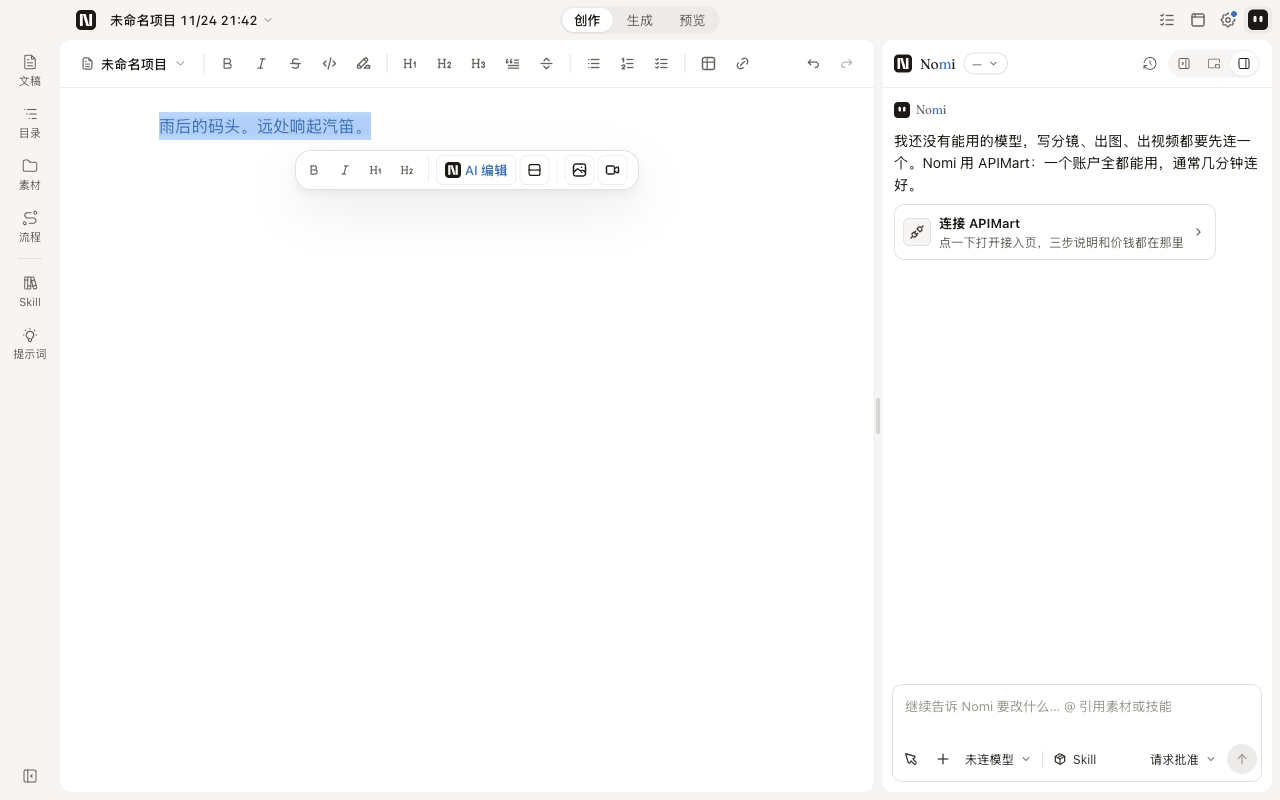 未命名项目 11/24 21:42
创作
生成
预览
文稿
目录
素材
流程
Skill
提示词
未命名项目
B I S H1 H2 H3
雨后的码头。远处响起汽笛。
B I H1 H2 AI 编辑
Nomi
—
Nomi
我还没有能用的模型，写分镜、出图、出视频都要先连一
个。Nomi 用 APIMart：一个账户全都能用，通常几分钟连
好。
连接 APIMart
点一下打开接入页，三步说明和价钱都在那里
继续告诉 Nomi 要改什么… @ 引用素材或技能
未连模型
Skill
请求批准